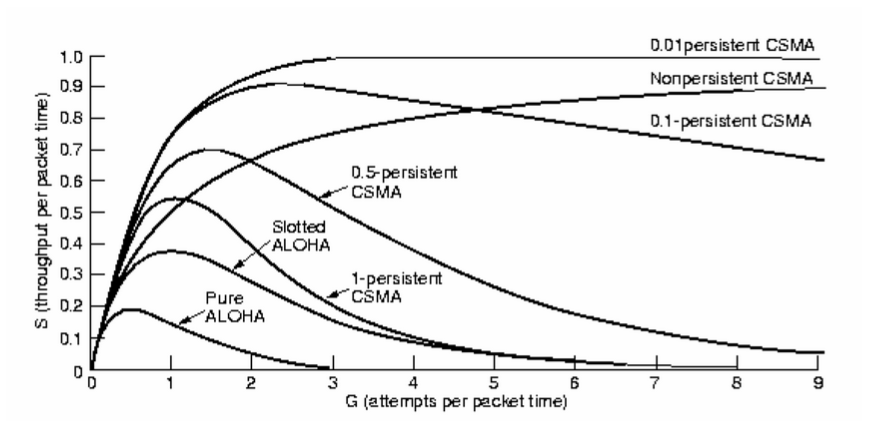 0.01persistent CSMA
Nonpersistent CSMA
0.1-persistent CSMA
0.5-persistent
CSMA
Slotted
ALOHA
1-persistent
CSMA
Pure
ALOHA
S (throughput per packet time)
1.0
0.9
0.8
0.7
0.6
0.5
0.4
0.3
0.2
0.1
0
0 1 2 3 4 5 6 7 8 9
G (attempts per packet time)